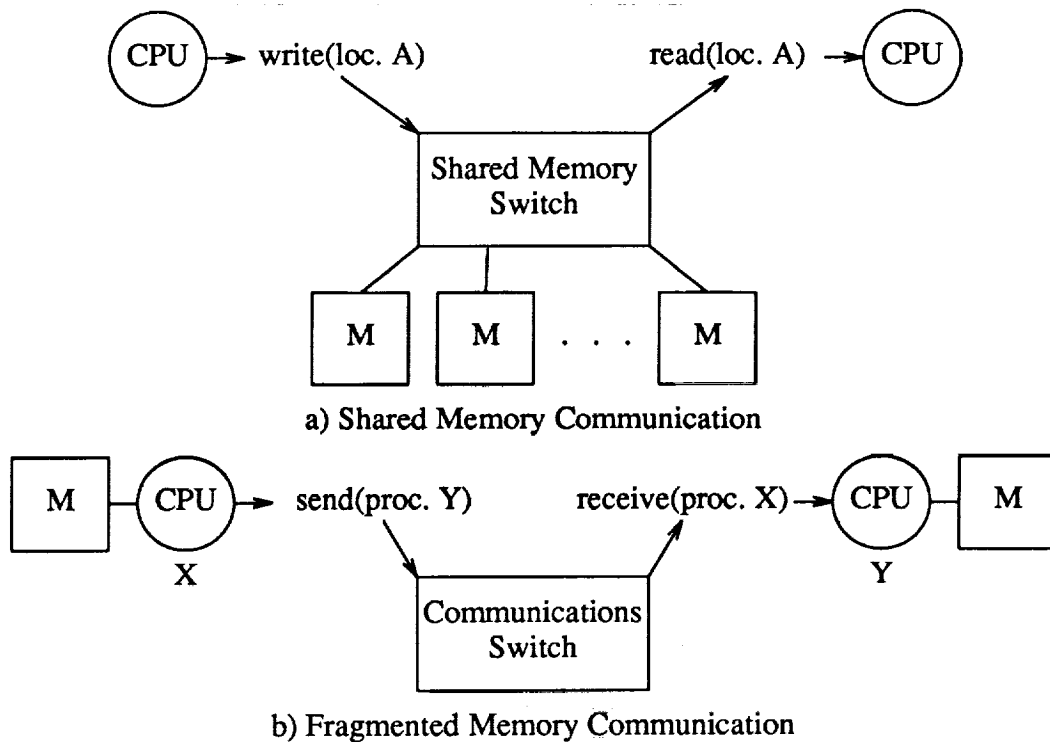 CPU write(loc. A) read(loc. A) CPU
Shared Memory
Switch
M M . . . M
a) Shared Memory Communication
M CPU send(proc. Y) receive(proc. X) CPU M
X Y
Communications
Switch
b) Fragmented Memory Communication